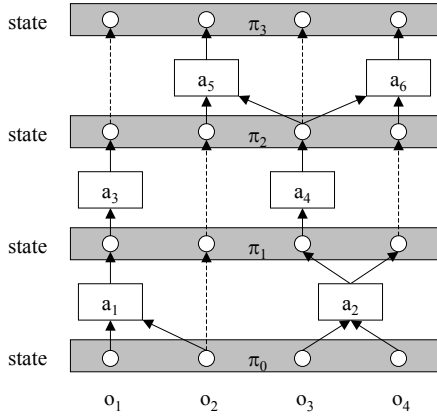 state π₃
a₅ a₆
state π₂
a₃ a₄
state π₁
a₁ a₂
state π₀
o₁ o₂ o₃ o₄